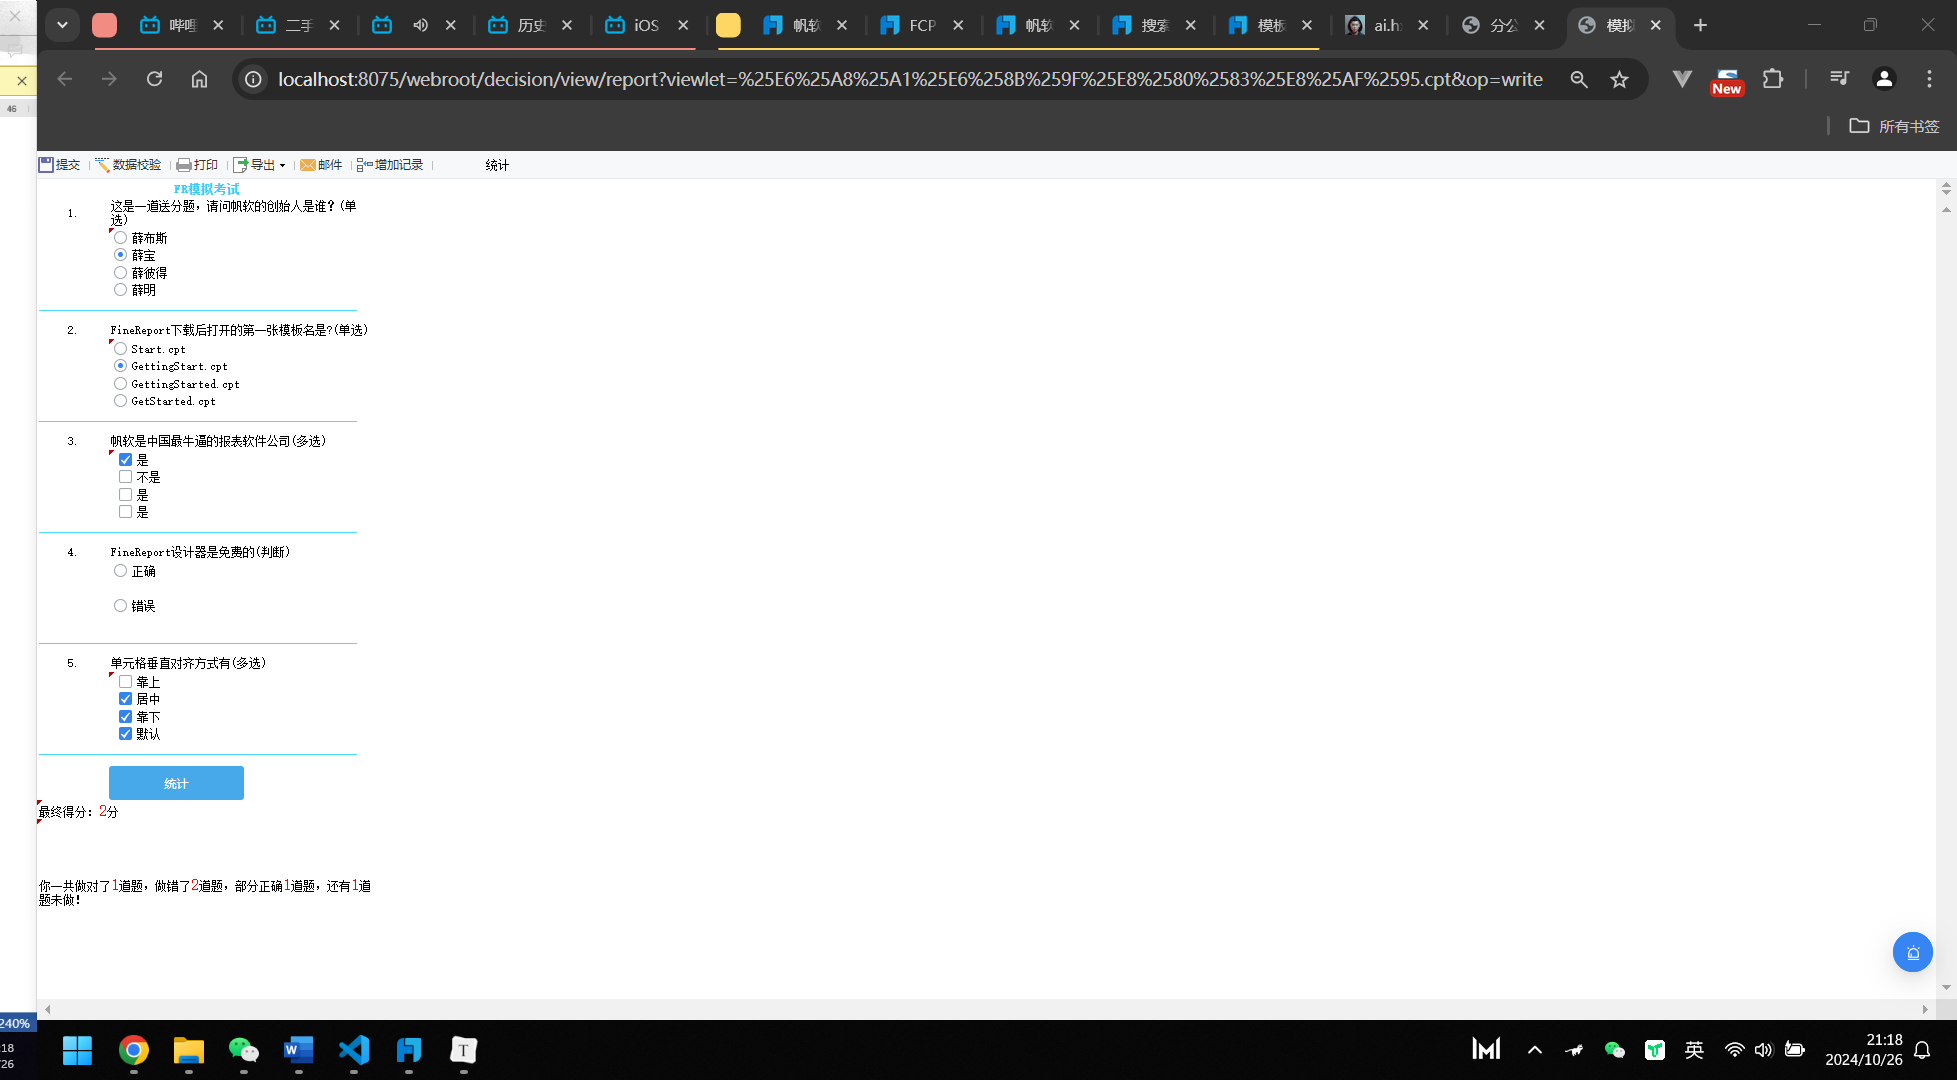 哔哩
二手
历史
iOS
帆软
FCP
帆软
搜索
模板
ai.h
分公
模拟
localhost:8075/webroot/decision/view/report?viewlet=%25E6%25A8%25A1%25E6%258B%259F%25E8%2580%2583%25E8%25AF%2595.cpt&op=write
New
所有书签
46
提交 数据校验 打印 导出 邮件 增加记录 统计
FR模拟考试
1. 这是一道送分题，请问帆软的创始人是谁？(单
选)
薛布斯
薛宝
薛彼得
薛明
2. FineReport下载后打开的第一张模板名是?(单选)
Start.cpt
GettingStart.cpt
GettingStarted.cpt
GetStarted.cpt
3. 帆软是中国最牛逼的报表软件公司(多选)
是
不是
是
是
4. FineReport设计器是免费的(判断)
正确
错误
5. 单元格垂直对齐方式有(多选)
靠上
居中
靠下
默认
统计
最终得分：2分
你一共做对了1道题，做错了2道题，部分正确1道题，还有1道
题未做！
240%
:18
/26
英
21:18
2024/10/26